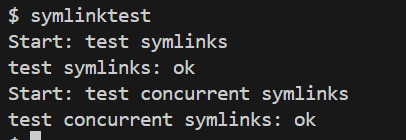 $ symlinktest
Start: test symlinks
test symlinks: ok
Start: test concurrent symlinks
test concurrent symlinks: ok
$